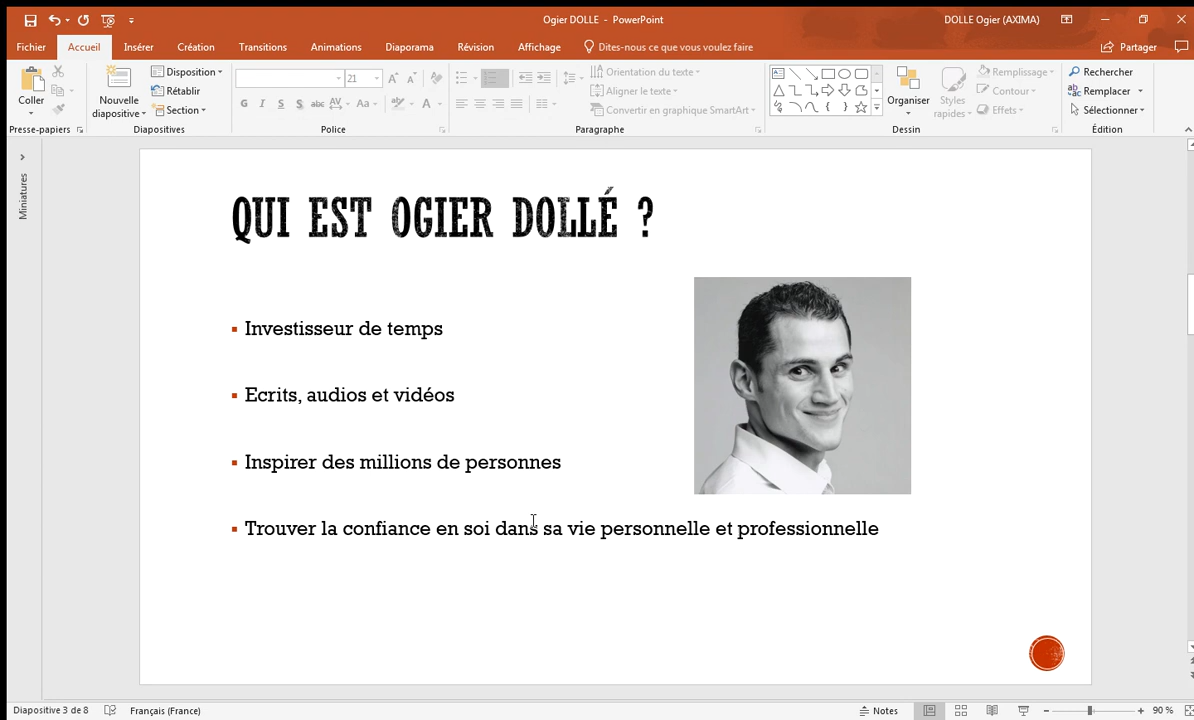 Ogier DOLLE - PowerPoint
DOLLE Ogier (AXIMA)
Fichier Accueil Insérer Création Transitions Animations Diaporama Révision Affichage Dites-nous ce que vous voulez faire Partager
Coller
Presse-papiers
Nouvelle
diapositive
Disposition
Rétablir
Section
Diapositives
21
G I S S abc AV Aa A
Police
Orientation du texte
Aligner le texte
Convertir en graphique SmartArt
Paragraphe
Organiser
Styles
rapides
Remplissage
Contour
Effets
Dessin
Rechercher
Remplacer
Sélectionner
Édition
Miniatures
QUI EST OGIER DOLLÉ ?
Investisseur de temps
Ecrits, audios et vidéos
Inspirer des millions de personnes
Trouver la confiance en soi dans sa vie personnelle et professionnelle
Diapositive 3 de 8 Français (France) Notes 90 %